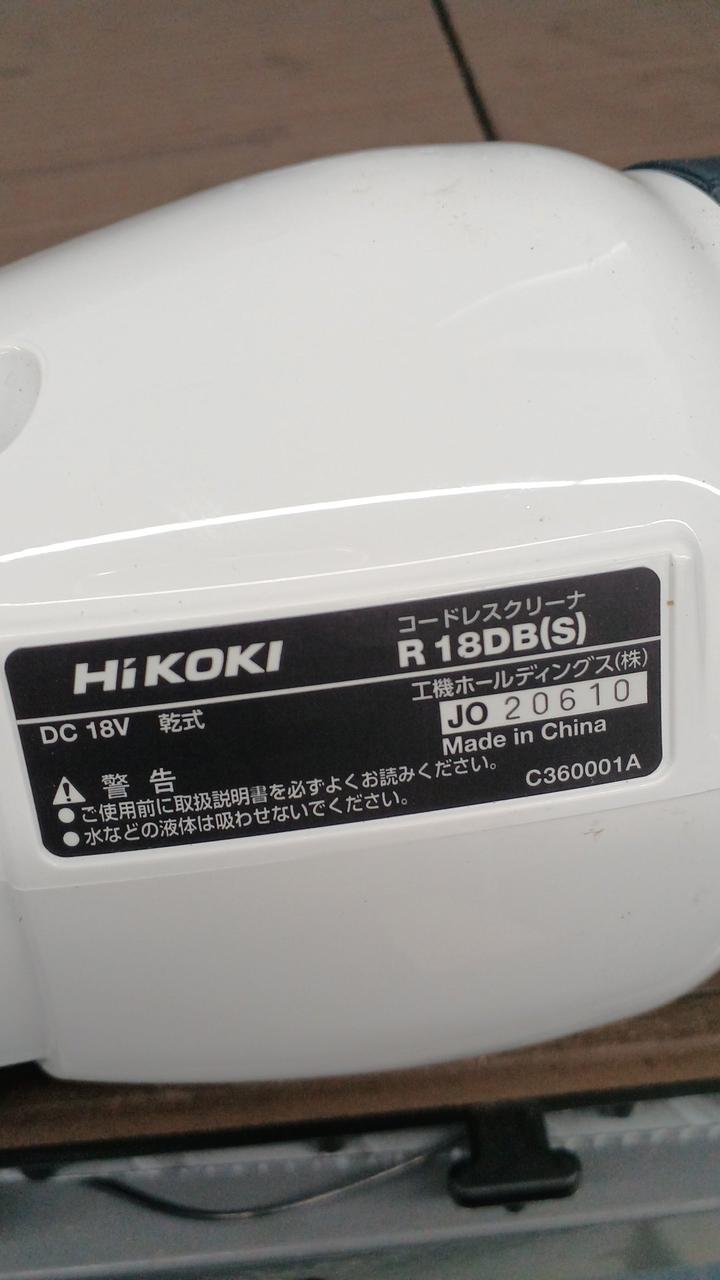 HiKOKI
コードレスクリーナ
R 18DB(S)
DC 18V 乾式
工機ホールディングス(株)
JO 20610
Made in China
警告
●ご使用前に取扱説明書を必ずよくお読みください。
●水などの液体は吸わせないでください。
C360001A